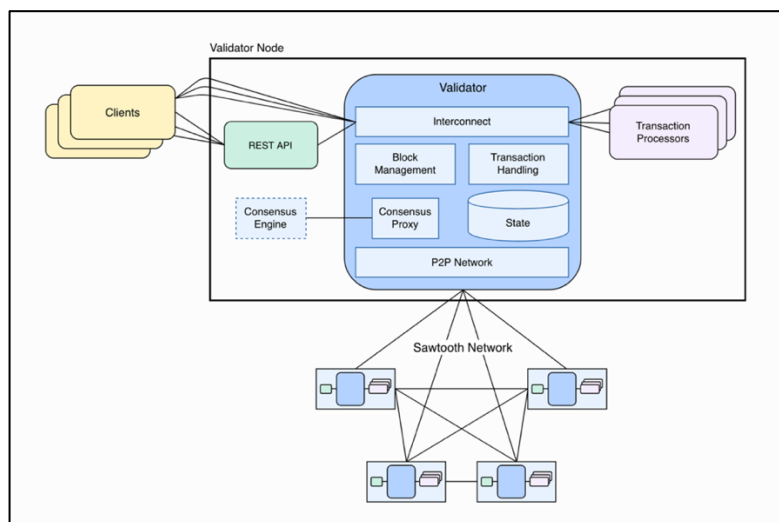 Validator Node
Validator
Clients
Interconnect
REST API
Transaction
Processors
Block
Management
Transaction
Handling
Consensus
Engine
Consensus
Proxy
State
P2P Network
Sawtooth Network